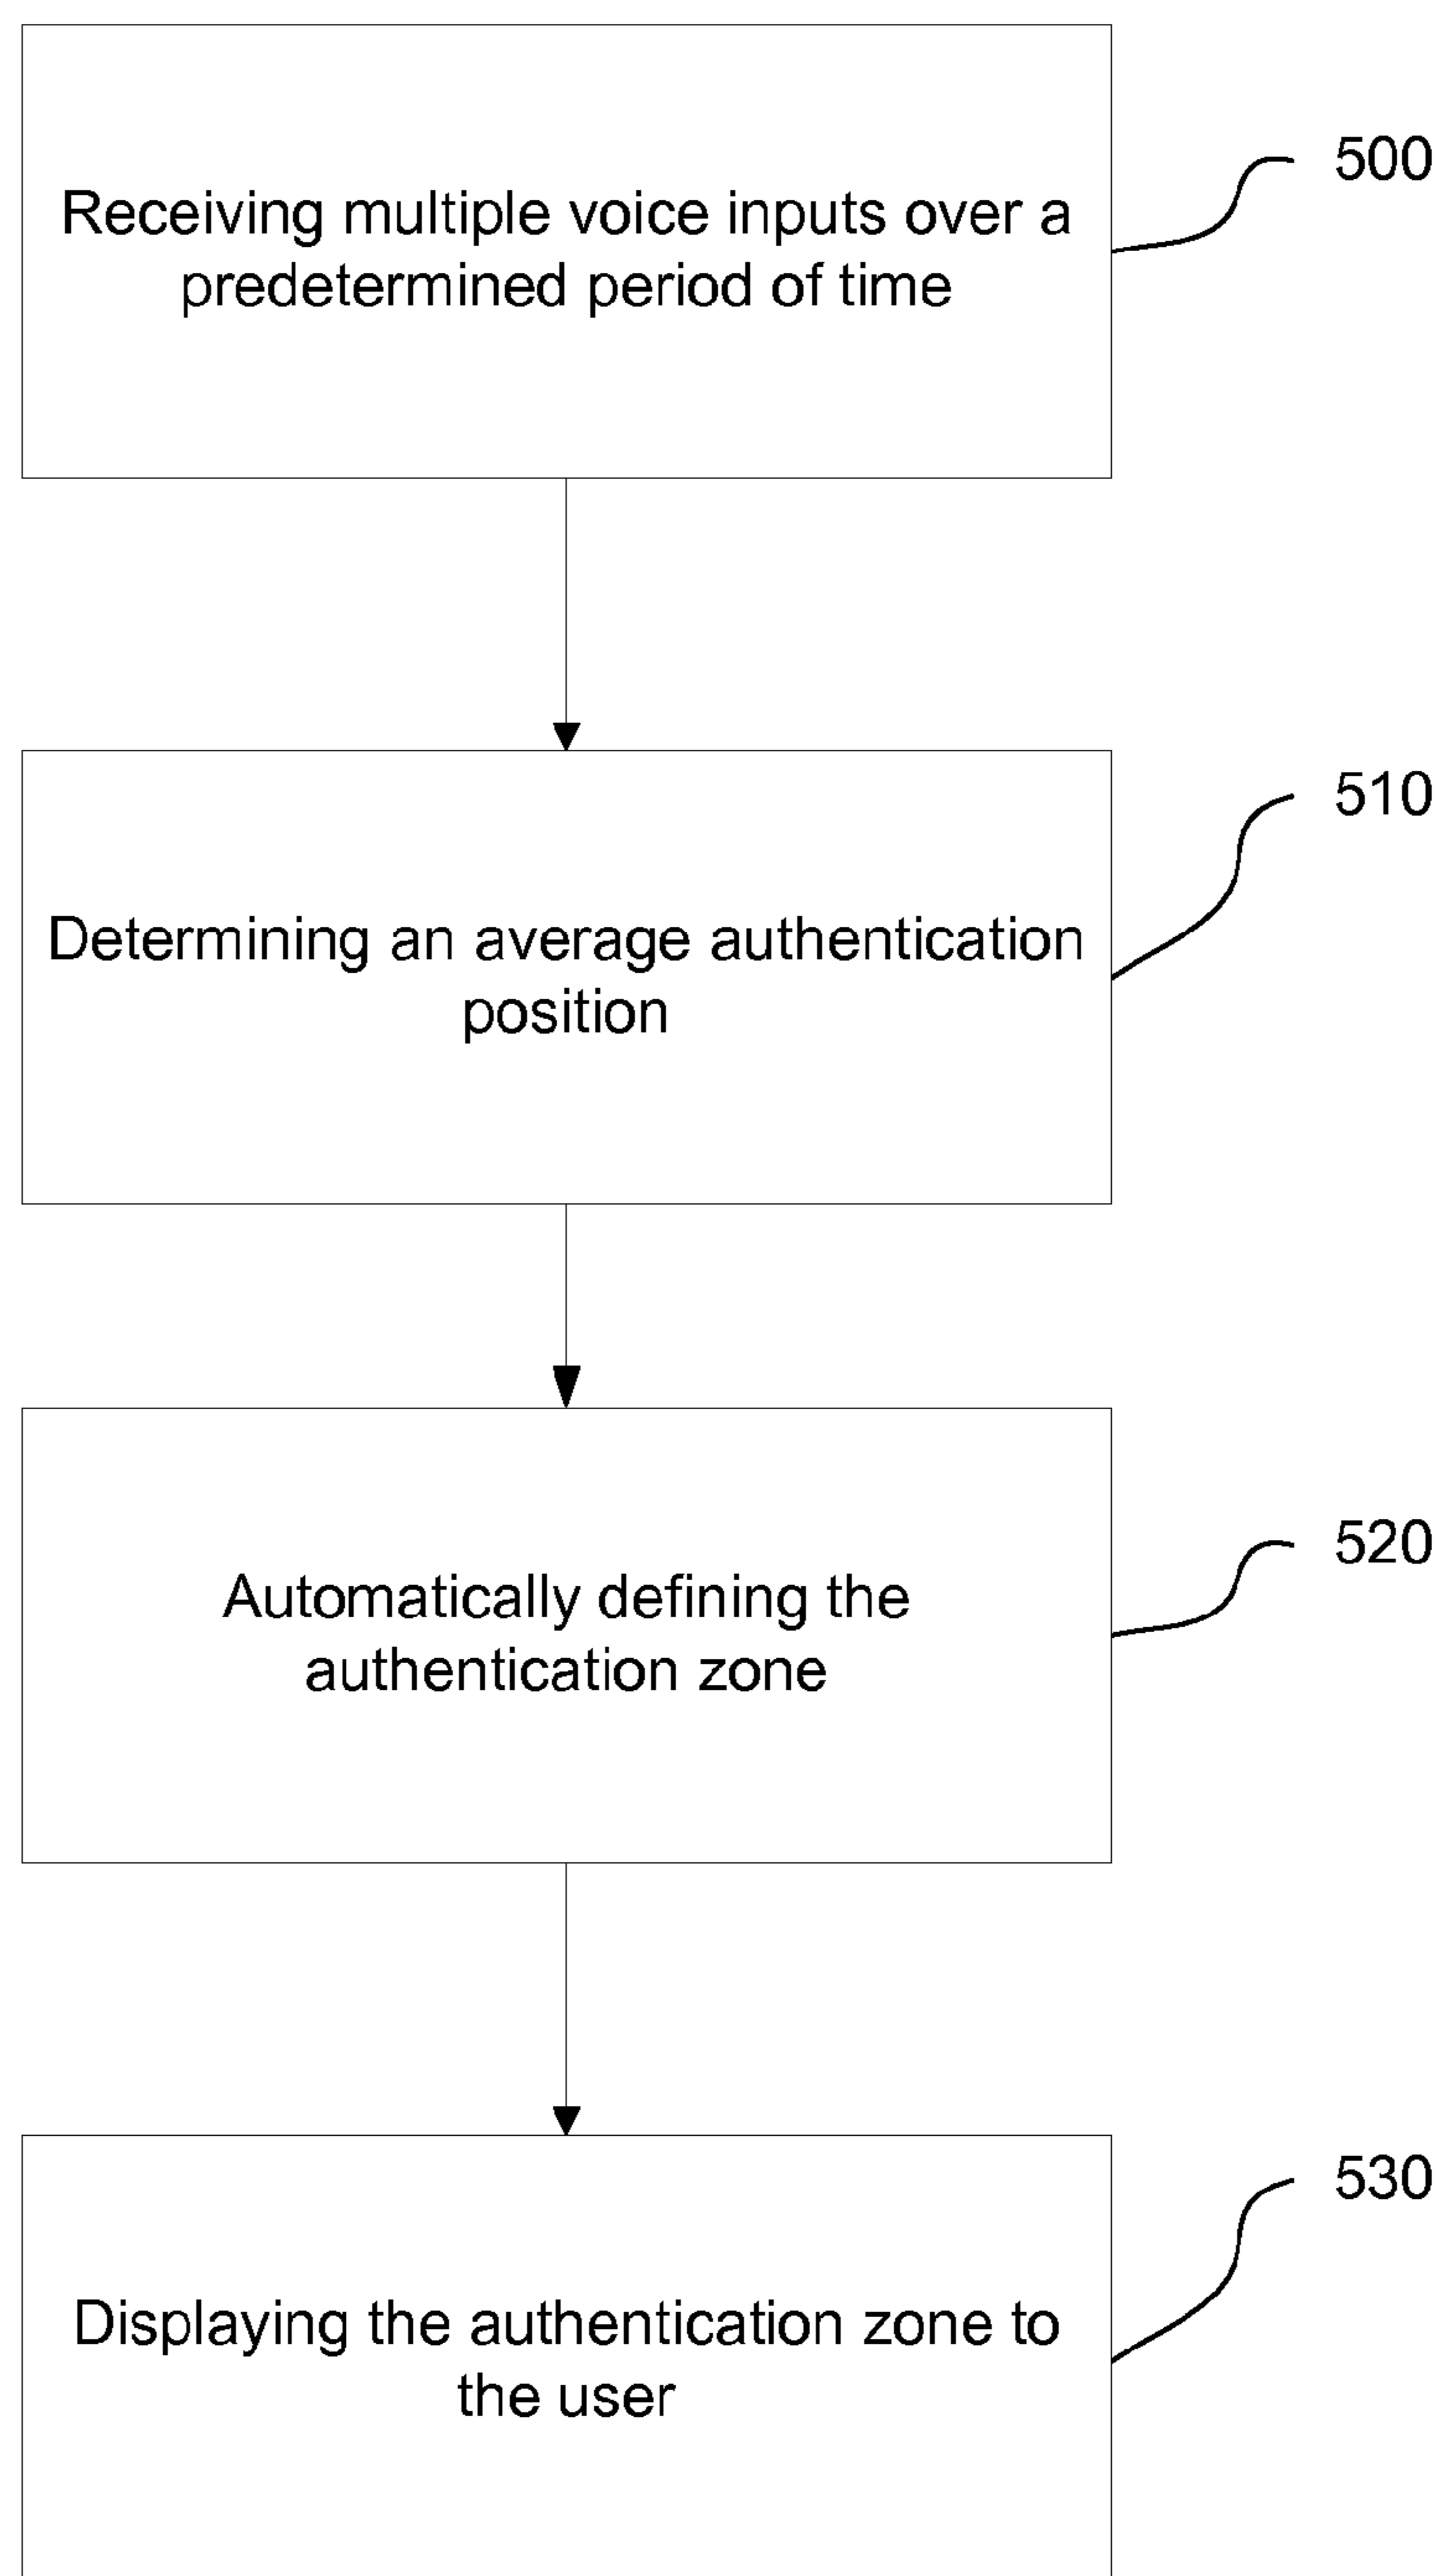 500
Receiving multiple voice inputs over a
predetermined period of time
510
Determining an average authentication
position
520
Automatically defining the
authentication zone
530
Displaying the authentication zone to
the user